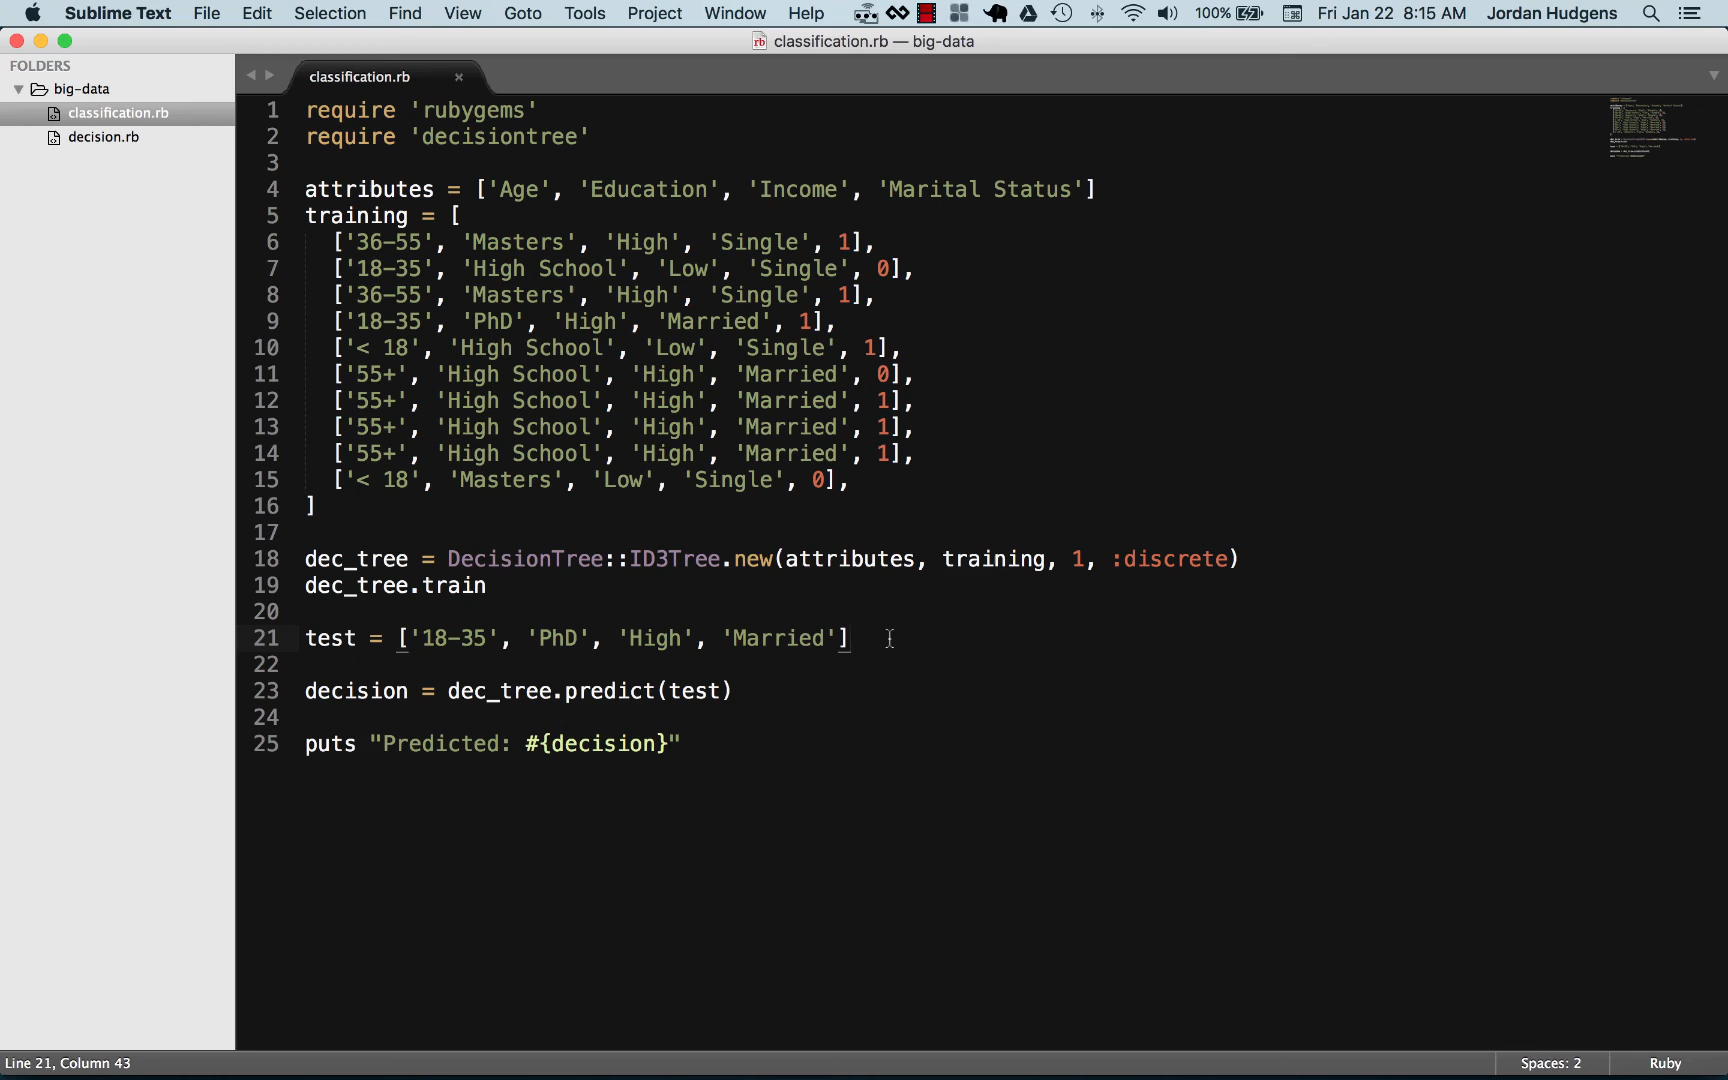 Sublime Text File Edit Selection Find View Goto Tools Project Window Help 100% Fri Jan 22 8:15 AM Jordan Hudgens
rb classification.rb — big-data
FOLDERS
big-data
classification.rb
decision.rb
classification.rb ×
1 require 'rubygems'
2 require 'decisiontree'
3
4 attributes = ['Age', 'Education', 'Income', 'Marital Status']
5 training = [
6 ['36-55', 'Masters', 'High', 'Single', 1],
7 ['18-35', 'High School', 'Low', 'Single', 0],
8 ['36-55', 'Masters', 'High', 'Single', 1],
9 ['18-35', 'PhD', 'High', 'Married', 1],
10 ['< 18', 'High School', 'Low', 'Single', 1],
11 ['55+', 'High School', 'High', 'Married', 0],
12 ['55+', 'High School', 'High', 'Married', 1],
13 ['55+', 'High School', 'High', 'Married', 1],
14 ['55+', 'High School', 'High', 'Married', 1],
15 ['< 18', 'Masters', 'Low', 'Single', 0],
16 ]
17
18 dec_tree = DecisionTree::ID3Tree.new(attributes, training, 1, :discrete)
19 dec_tree.train
20
21 test = ['18-35', 'PhD', 'High', 'Married']
22
23 decision = dec_tree.predict(test)
24
25 puts "Predicted: #{decision}"
Line 21, Column 43 Spaces: 2 Ruby